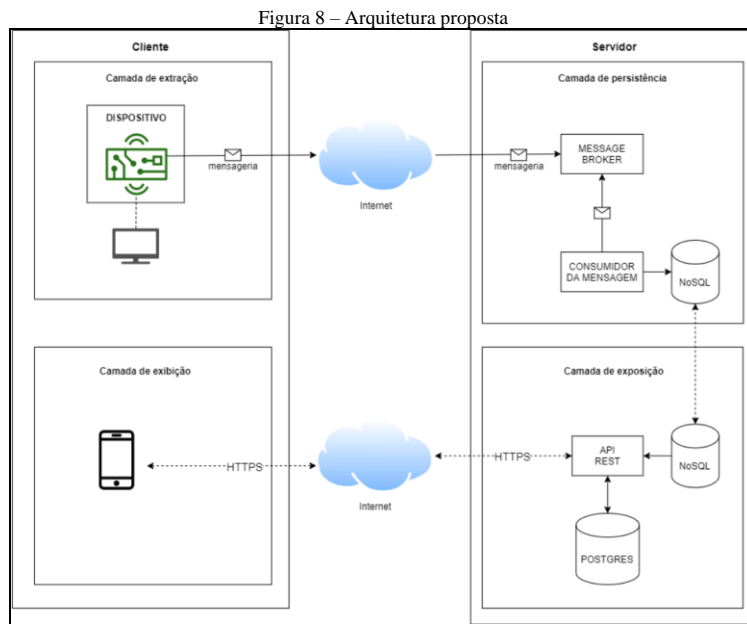 Figura 8 – Arquitetura proposta
Cliente
Camada de extração
DISPOSITIVO
mensageria
Internet
Servidor
Camada de persistência
mensageria
MESSAGE
BROKER
CONSUMIDOR
DA MENSAGEM
NoSQL
Camada de exibição
HTTPS
Internet
Camada de exposição
HTTPS
API
REST
NoSQL
POSTGRES